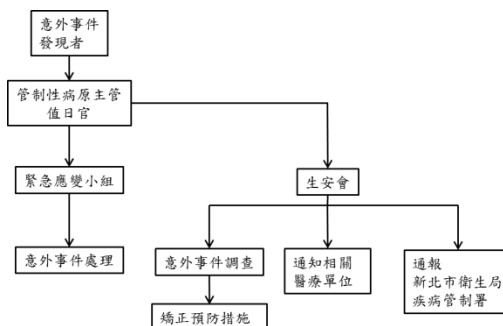 意外事件
發現者
管制性病原主管
值日官
緊急應變小組
生安會
意外事件處理
意外事件調查
通知相關
醫療單位
通報
新北市衛生局
疾病管制署
矯正預防措施